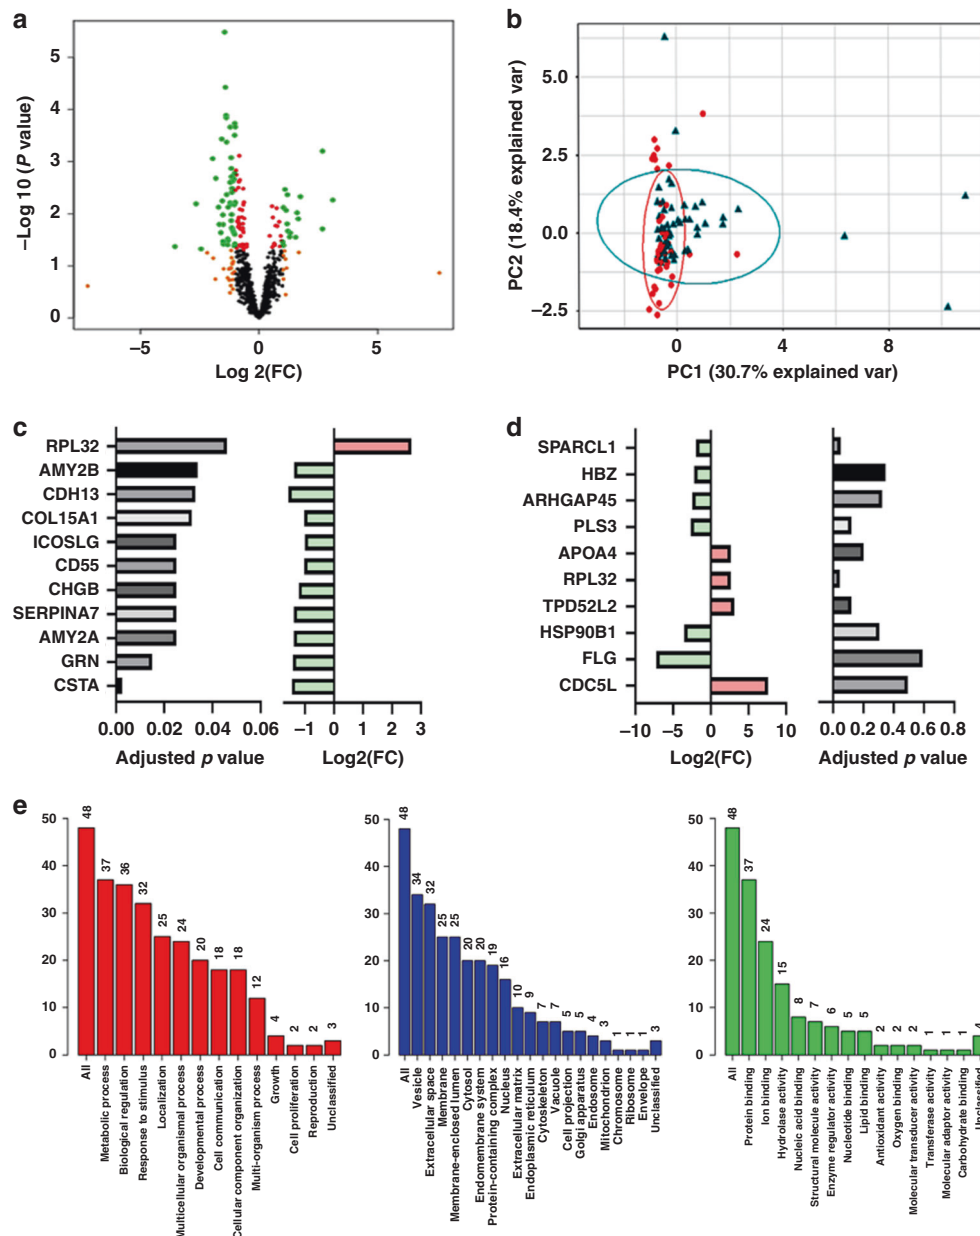 a
5
4
3
2
1
0
−5
0
5
−Log 10 (P value)
Log 2(FC)
b
5.0
2.5
0.0
−2.5
0
4
8
PC2 (18.4% explained var)
PC1 (30.7% explained var)
c
RPL32
AMY2B
CDH13
COL15A1
ICOSLG
CD55
CHGB
SERPINA7
AMY2A
GRN
CSTA
0.00 0.02 0.04 0.06
Adjusted p value
−1 0 1 2 3
Log2(FC)
d
SPARCL1
HBZ
ARHGAP45
PLS3
APOA4
RPL32
TPD52L2
HSP90B1
FLG
CDC5L
−10 −5 0 5 10
Log2(FC)
0.0 0.2 0.4 0.6 0.8
Adjusted p value
e
50
40
30
20
10
0
48
37
36
32
25
24
20
18
18
12
4
2
2
3
All
Metabolic process
Biological regulation
Response to stimulus
Localization
Multicellular organismal process
Developmental process
Cell communication
Cellular component organization
Multi-organism process
Growth
Cell proliferation
Reproduction
Unclassified
50
40
30
20
10
0
48
34
32
25
25
20
20
19
16
10
9
7
7
5
5
4
3
1
1
1
3
All
Vesicle
Extracellular space
Membrane
Membrane-enclosed lumen
Cytosol
Endomembrane system
Protein-containing complex
Nucleus
Extracellular matrix
Endoplasmic reticulum
Cytoskeleton
Vacuole
Cell projection
Golgi apparatus
Endosome
Mitochondrion
Chromosome
Ribosome
Envelope
Unclassified
50
40
30
20
10
0
48
37
24
15
8
7
6
5
5
2
2
2
1
1
1
4
All
Protein binding
Ion binding
Hydrolase activity
Nucleic acid binding
Structural molecule activity
Enzyme regulator activity
Nucleotide binding
Lipid binding
Antioxidant activity
Oxygen binding
Molecular transducer activity
Transferase activity
Molecular adaptor activity
Carbohydrate binding
Unclassified